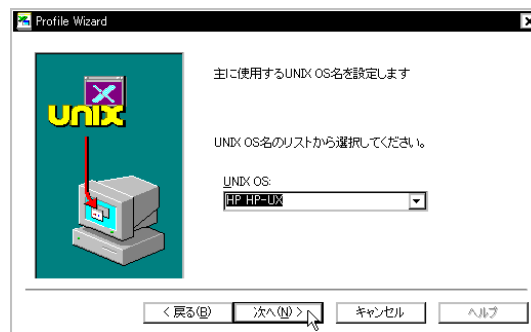 Profile Wizard
主に使用するUNIX OS名を設定します
UNIX
UNIX OS名のリストから選択してください。
UNIX OS:
HP HP-UX
< 戻る(B)
次へ(N) >
キャンセル
ヘルプ